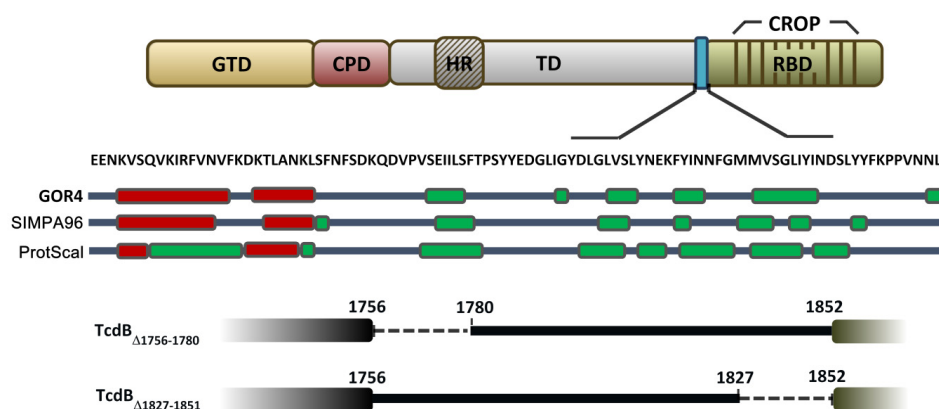 CROP
GTD CPD HR TD RBD
EENKVSQVKIRFVNVFKDKTLANKLSFNFSDKQDVPVSEIILSFTPSYYEDGLIGYDLGLVSLYNEKFYINNFGMMVSGLIYINDSLYYFKPPVNNL
GOR4
SIMPA96
ProtScal
1756 1780 1852
TcdBΔ1756-1780
1756 1827 1852
TcdBΔ1827-1851